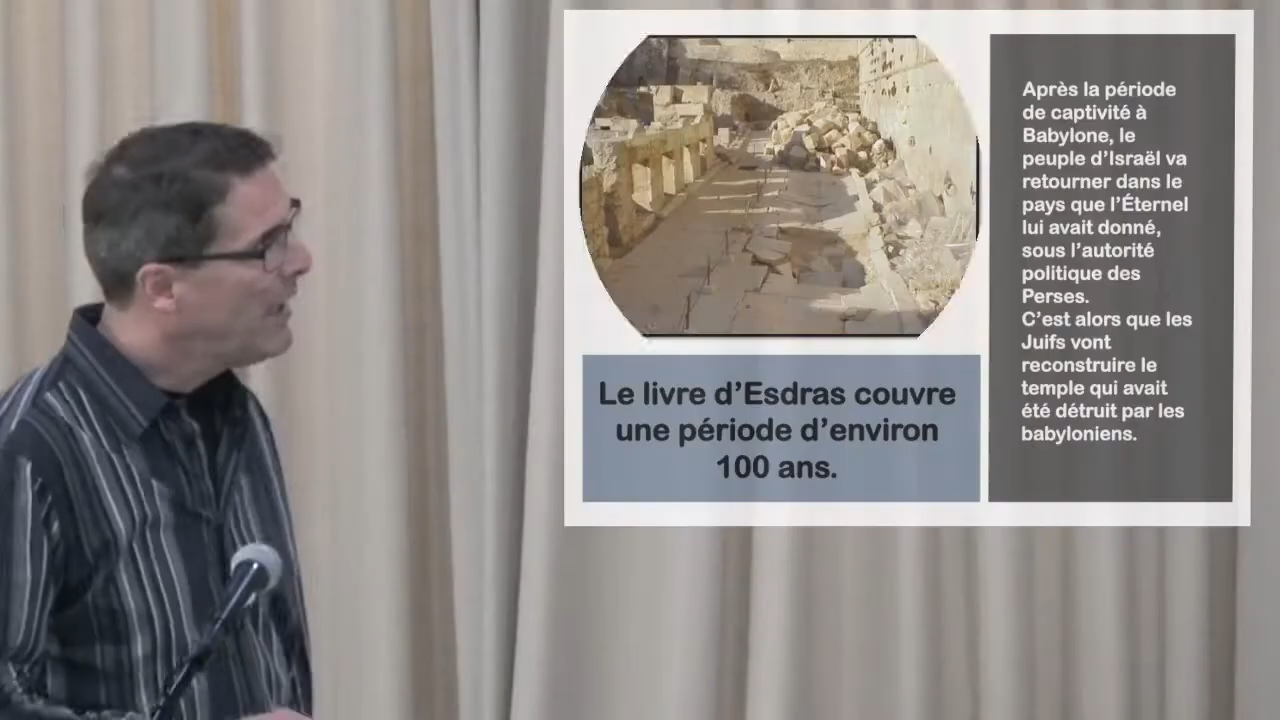 Le livre d'Esdras couvre
une période d'environ
100 ans.
Après la période
de captivité à
Babylone, le
peuple d'Israël va
retourner dans le
pays que l'Éternel
lui avait donné,
sous l'autorité
politique des
Perses.
C'est alors que les
Juifs vont
reconstruire le
temple qui avait
été détruit par les
babyloniens.